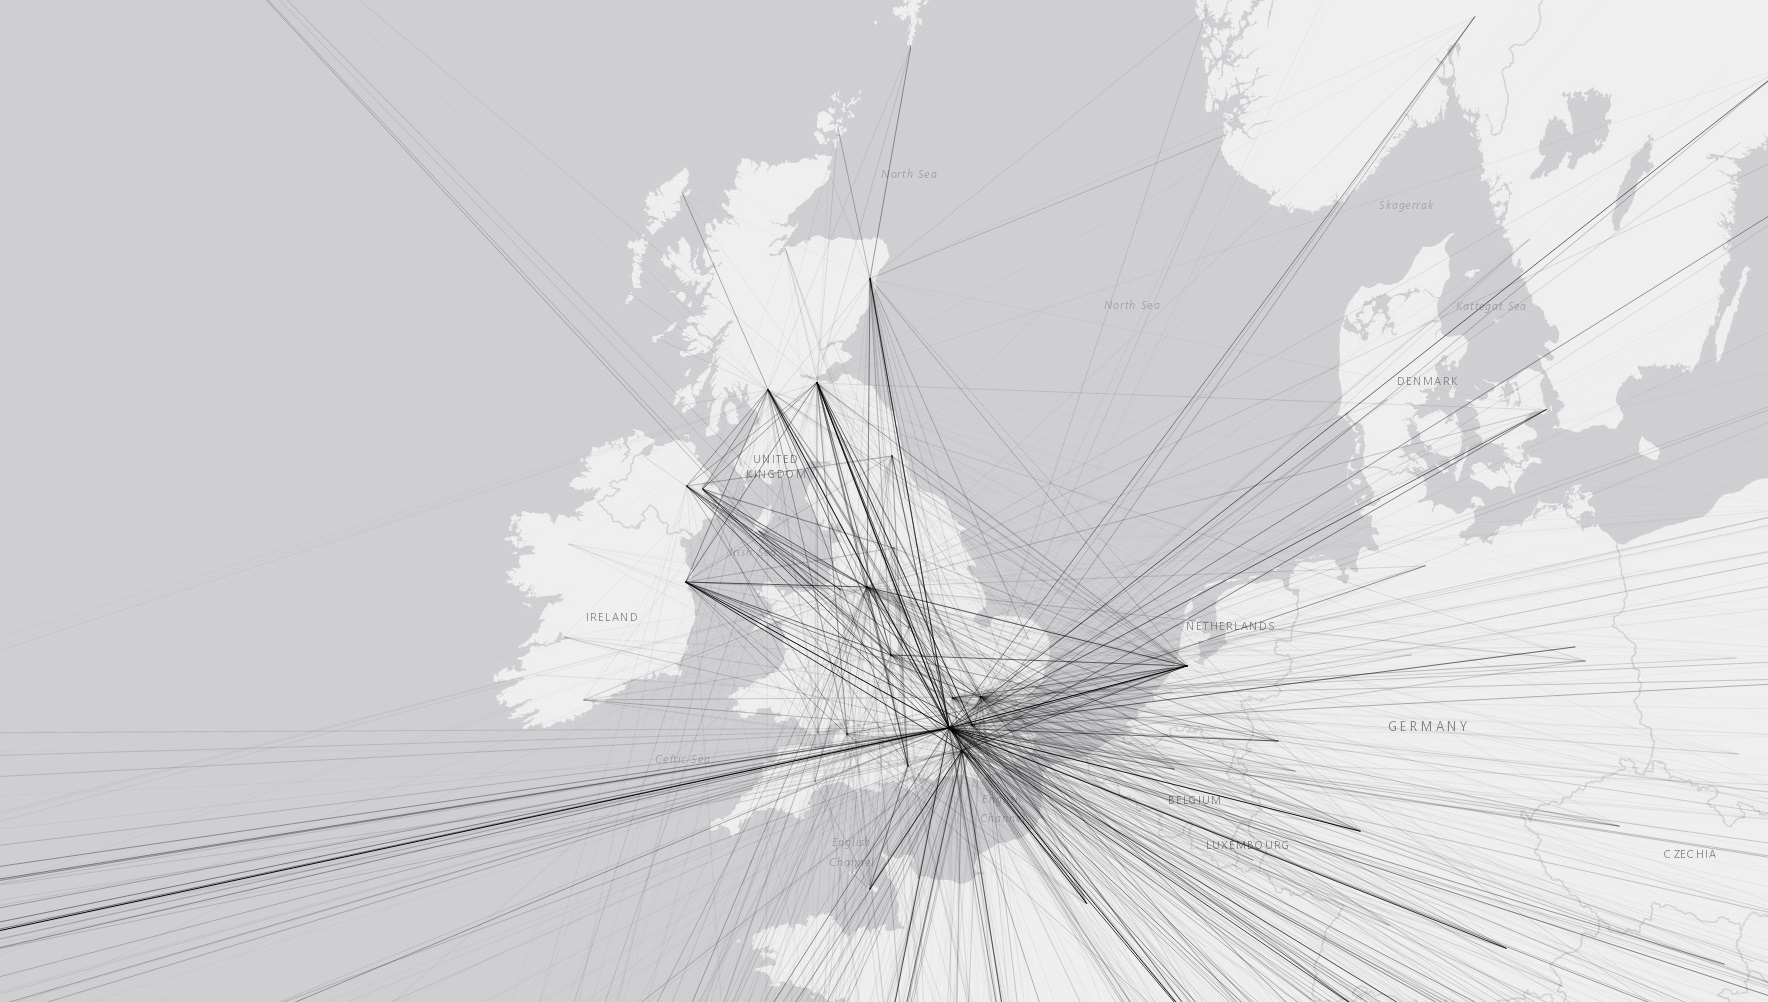 North Sea
Skagerrak
North Sea
Kattegat Sea
DENMARK
UNITED
KINGDOM
Irish Sea
IRELAND
NETHERLANDS
GERMANY
Celtic Sea
BELGIUM
English
Channel
LUXEMBOURG
English
Channel
CZECHIA